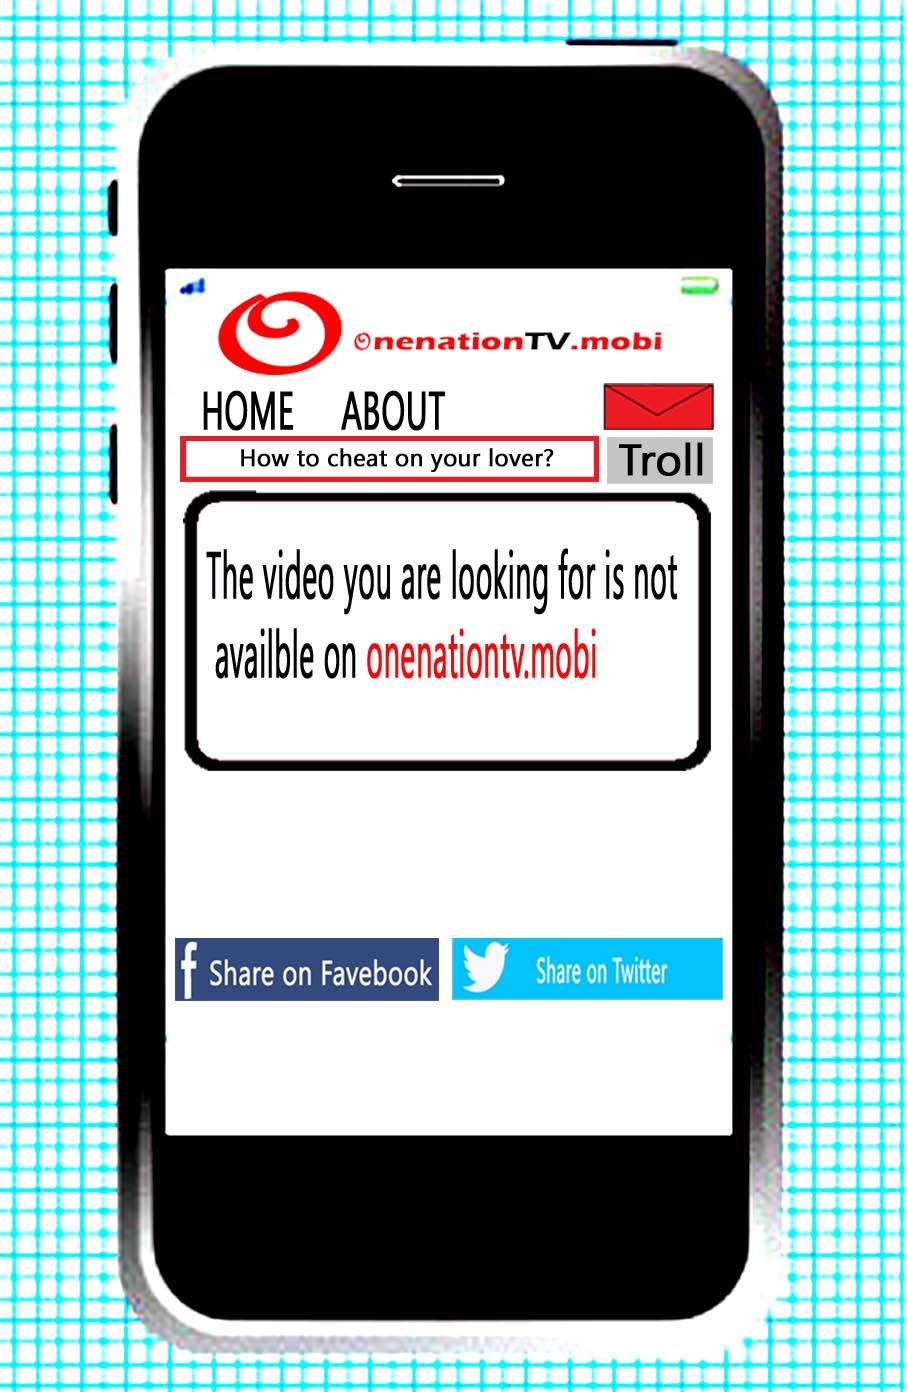 OnenationTV.mobi
HOME ABOUT
How to cheat on your lover? Troll
The video you are looking for is not
availble on onenationtv.mobi
Share on Favebook Share on Twitter